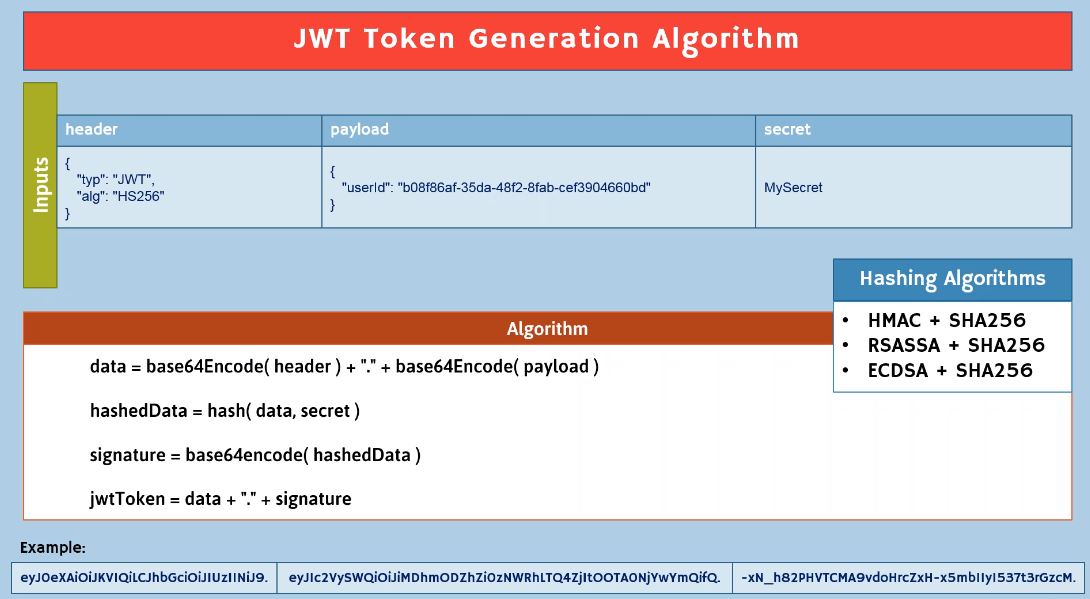 JWT Token Generation Algorithm
Inputs
header
payload
secret
{
"typ": "JWT",
"alg": "HS256"
}
{
"userId": "b08f86af-35da-48f2-8fab-cef3904660bd"
}
MySecret
Hashing Algorithms
• HMAC + SHA256
• RSASSA + SHA256
• ECDSA + SHA256
Algorithm
data = base64Encode( header ) + "." + base64Encode( payload )
hashedData = hash( data, secret )
signature = base64encode( hashedData )
jwtToken = data + "." + signature
Example:
eyJ0eXAiOiJKV1QiLCJhbGciOiJIUzI1NiJ9.
eyJ1c2VySWQiOiJiMDhmODZhZi0zNWRhLTQ4ZjItOOTA0NjYwYmQifQ.
-xN_h82PHVTCMA9vdoHrcZxH-x5mb11y1537t3rGzcM.